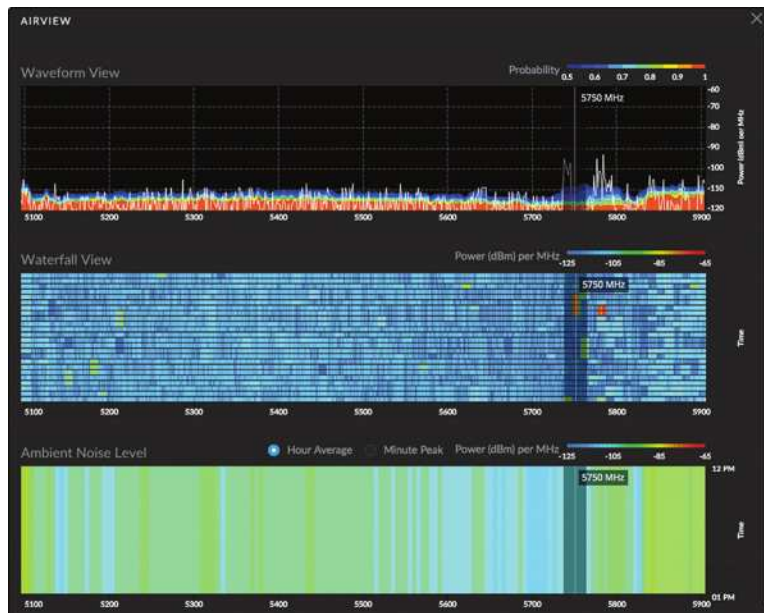 AIRVIEW
Waveform View
Probability
0.5 0.6 0.7 0.8 0.9 1
5750 MHz
-60
-70
-80
-90
-100
-110
-120
Power (dBm) per MHz
5100 5200 5300 5400 5500 5600 5700 5800 5900
Waterfall View
Power (dBm) per MHz
-125 -105 -85 -65
5750 MHz
Time
5100 5200 5300 5400 5500 5600 5700 5800 5900
Ambient Noise Level
Hour Average Minute Peak Power (dBm) per MHz
-125 -105 -85 -65
5750 MHz
12 PM
Time
01 PM
5100 5200 5300 5400 5500 5600 5700 5800 5900